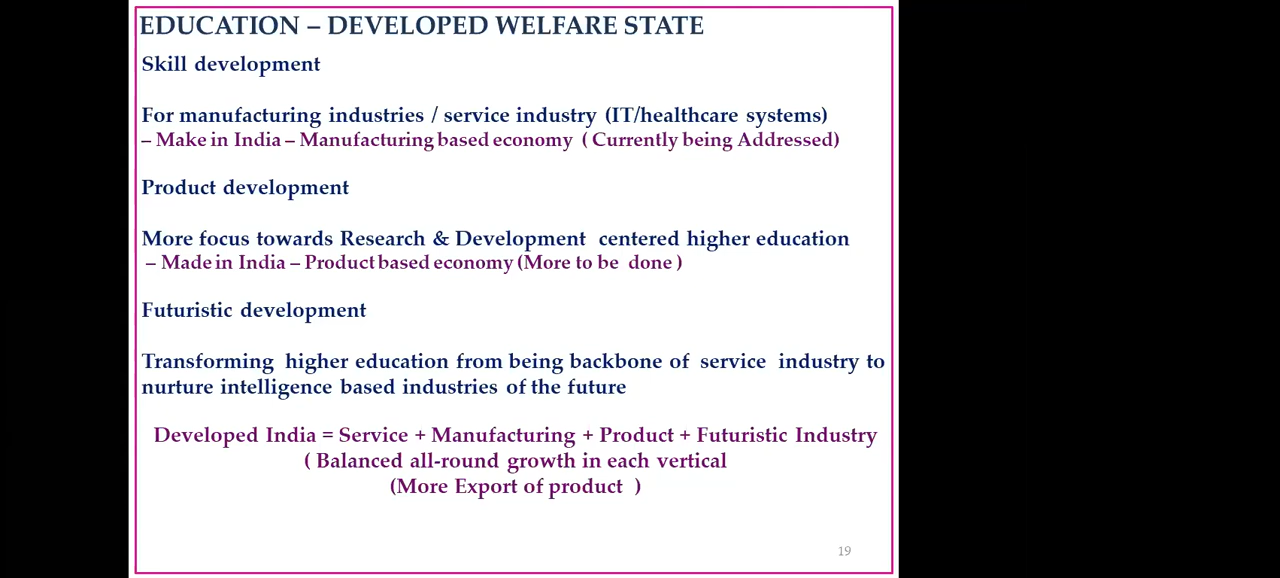 EDUCATION – DEVELOPED WELFARE STATE
Skill development
For manufacturing industries / service industry (IT/healthcare systems)
– Make in India – Manufacturing based economy ( Currently being Addressed)
Product development
More focus towards Research & Development centered higher education
– Made in India – Product based economy (More to be done )
Futuristic development
Transforming higher education from being backbone of service industry to
nurture intelligence based industries of the future
Developed India = Service + Manufacturing + Product + Futuristic Industry
( Balanced all-round growth in each vertical
(More Export of product )
19